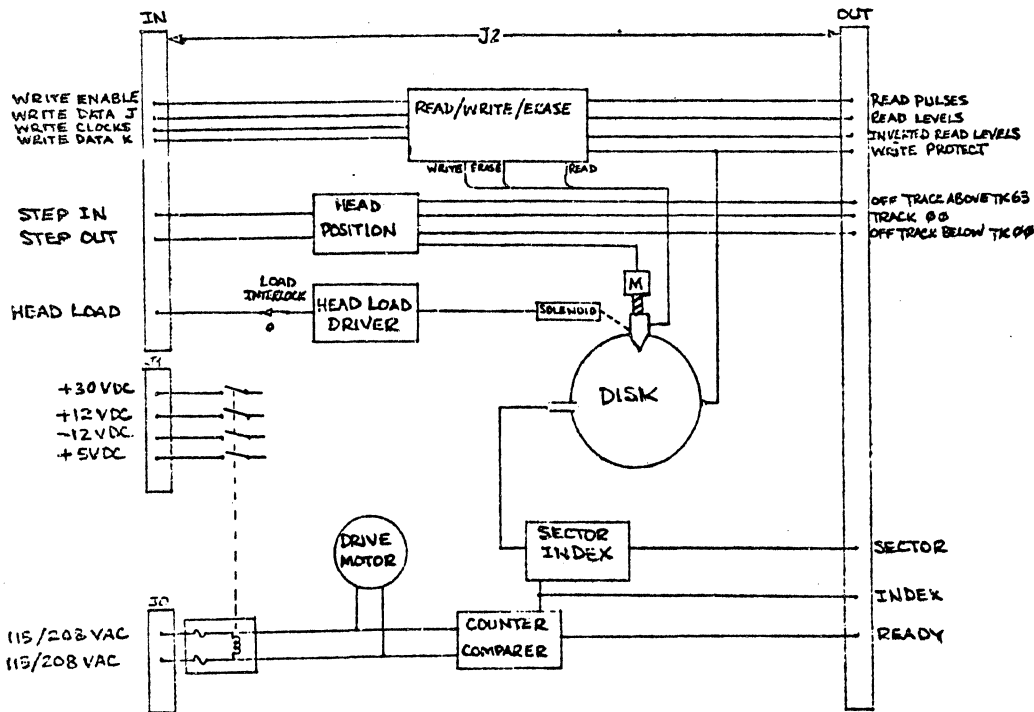 IN
OUT
J2
WRITE ENABLE
WRITE DATA J
WRITE CLOCKS
WRITE DATA K
READ/WRITE/ERASE
READ PULSES
READ LEVELS
INVERTED READ LEVELS
WRITE PROTECT
WRITE
ERASE
READ
STEP IN
STEP OUT
HEAD
POSITION
OFF TRACK ABOVE TK 63
TRACK 00
OFF TRACK BELOW TK 00
M
HEAD LOAD
LOAD
INTERLOCK
HEAD LOAD
DRIVER
SOLENOID
DISK
J1
+30 VDC
+12 VDC
-12 VDC.
+5 VDC
DRIVE
MOTOR
SECTOR
INDEX
SECTOR
INDEX
J0
115/208 VAC
115/208 VAC
COUNTER
COMPARER
READY